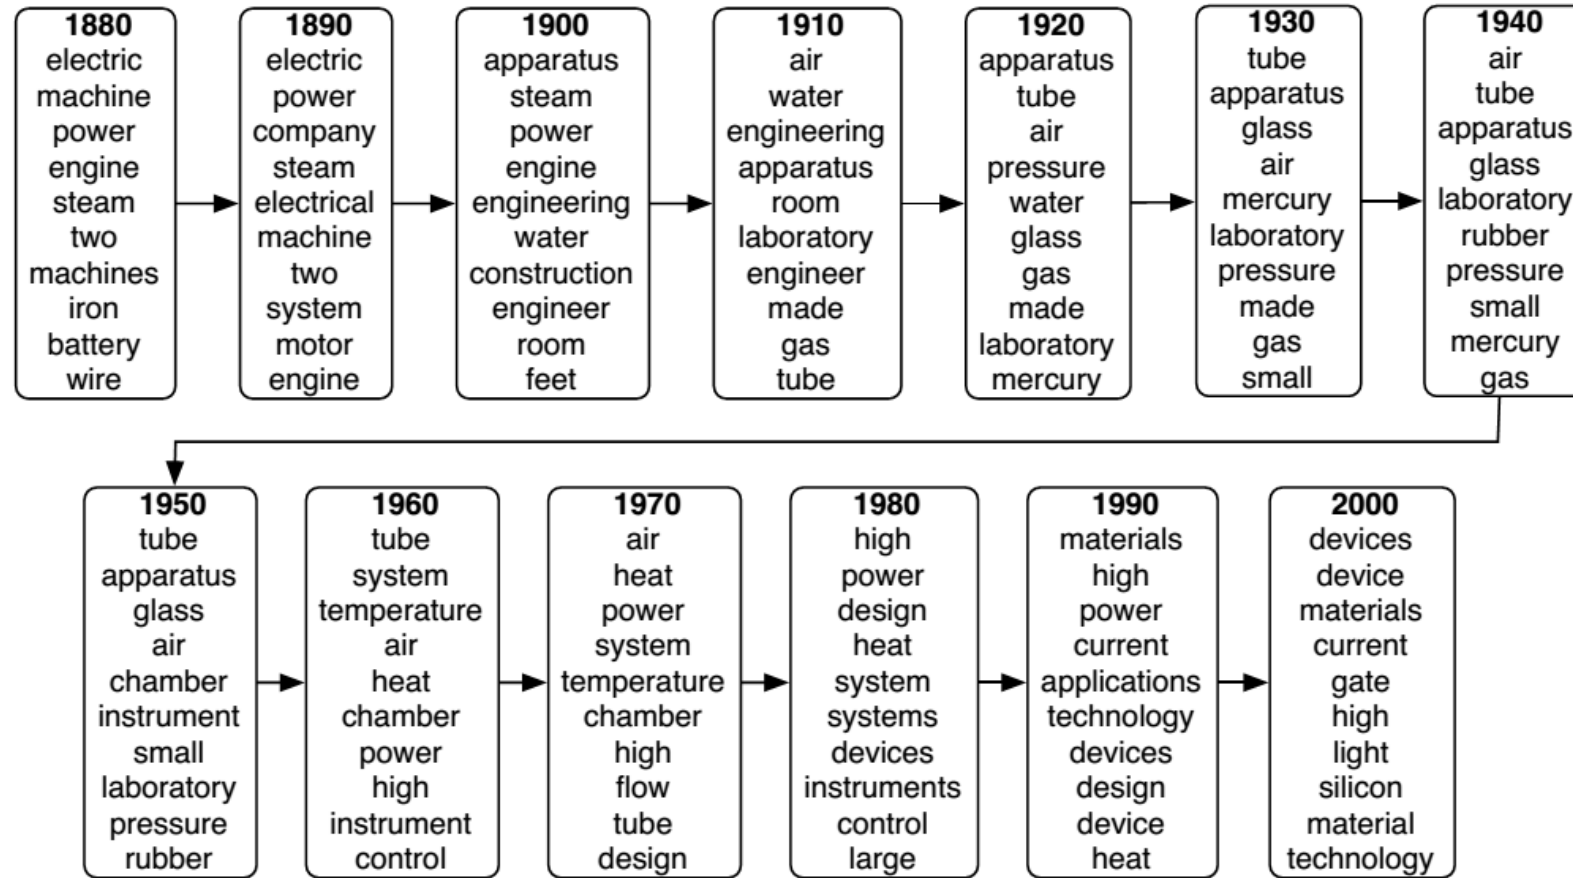 1880
electric
machine
power
engine
steam
two
machines
iron
battery
wire
1890
electric
power
company
steam
electrical
machine
two
system
motor
engine
1900
apparatus
steam
power
engine
engineering
water
construction
engineer
room
feet
1910
air
water
engineering
apparatus
room
laboratory
engineer
made
gas
tube
1920
apparatus
tube
air
pressure
water
glass
gas
made
laboratory
mercury
1930
tube
apparatus
glass
air
mercury
laboratory
pressure
made
gas
small
1940
air
tube
apparatus
glass
laboratory
rubber
pressure
small
mercury
gas
1950
tube
apparatus
glass
air
chamber
instrument
small
laboratory
pressure
rubber
1960
tube
system
temperature
air
heat
chamber
power
high
instrument
control
1970
air
heat
power
system
temperature
chamber
high
flow
tube
design
1980
high
power
design
heat
system
systems
devices
instruments
control
large
1990
materials
high
power
current
applications
technology
devices
design
device
heat
2000
devices
device
materials
current
gate
high
light
silicon
material
technology